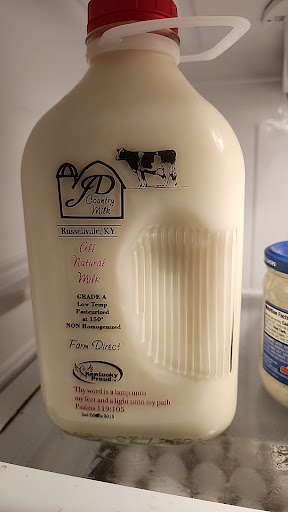 JD
Country
Milk
Russellville, KY
All
Natural
Milk
GRADE A
Low Temp
Pasteurized
at 150°
NON Homogenized
Farm Direct
Kentucky
Proud
Thy word is a lamp unto
my feet and a light unto my path
Psalms 119:105